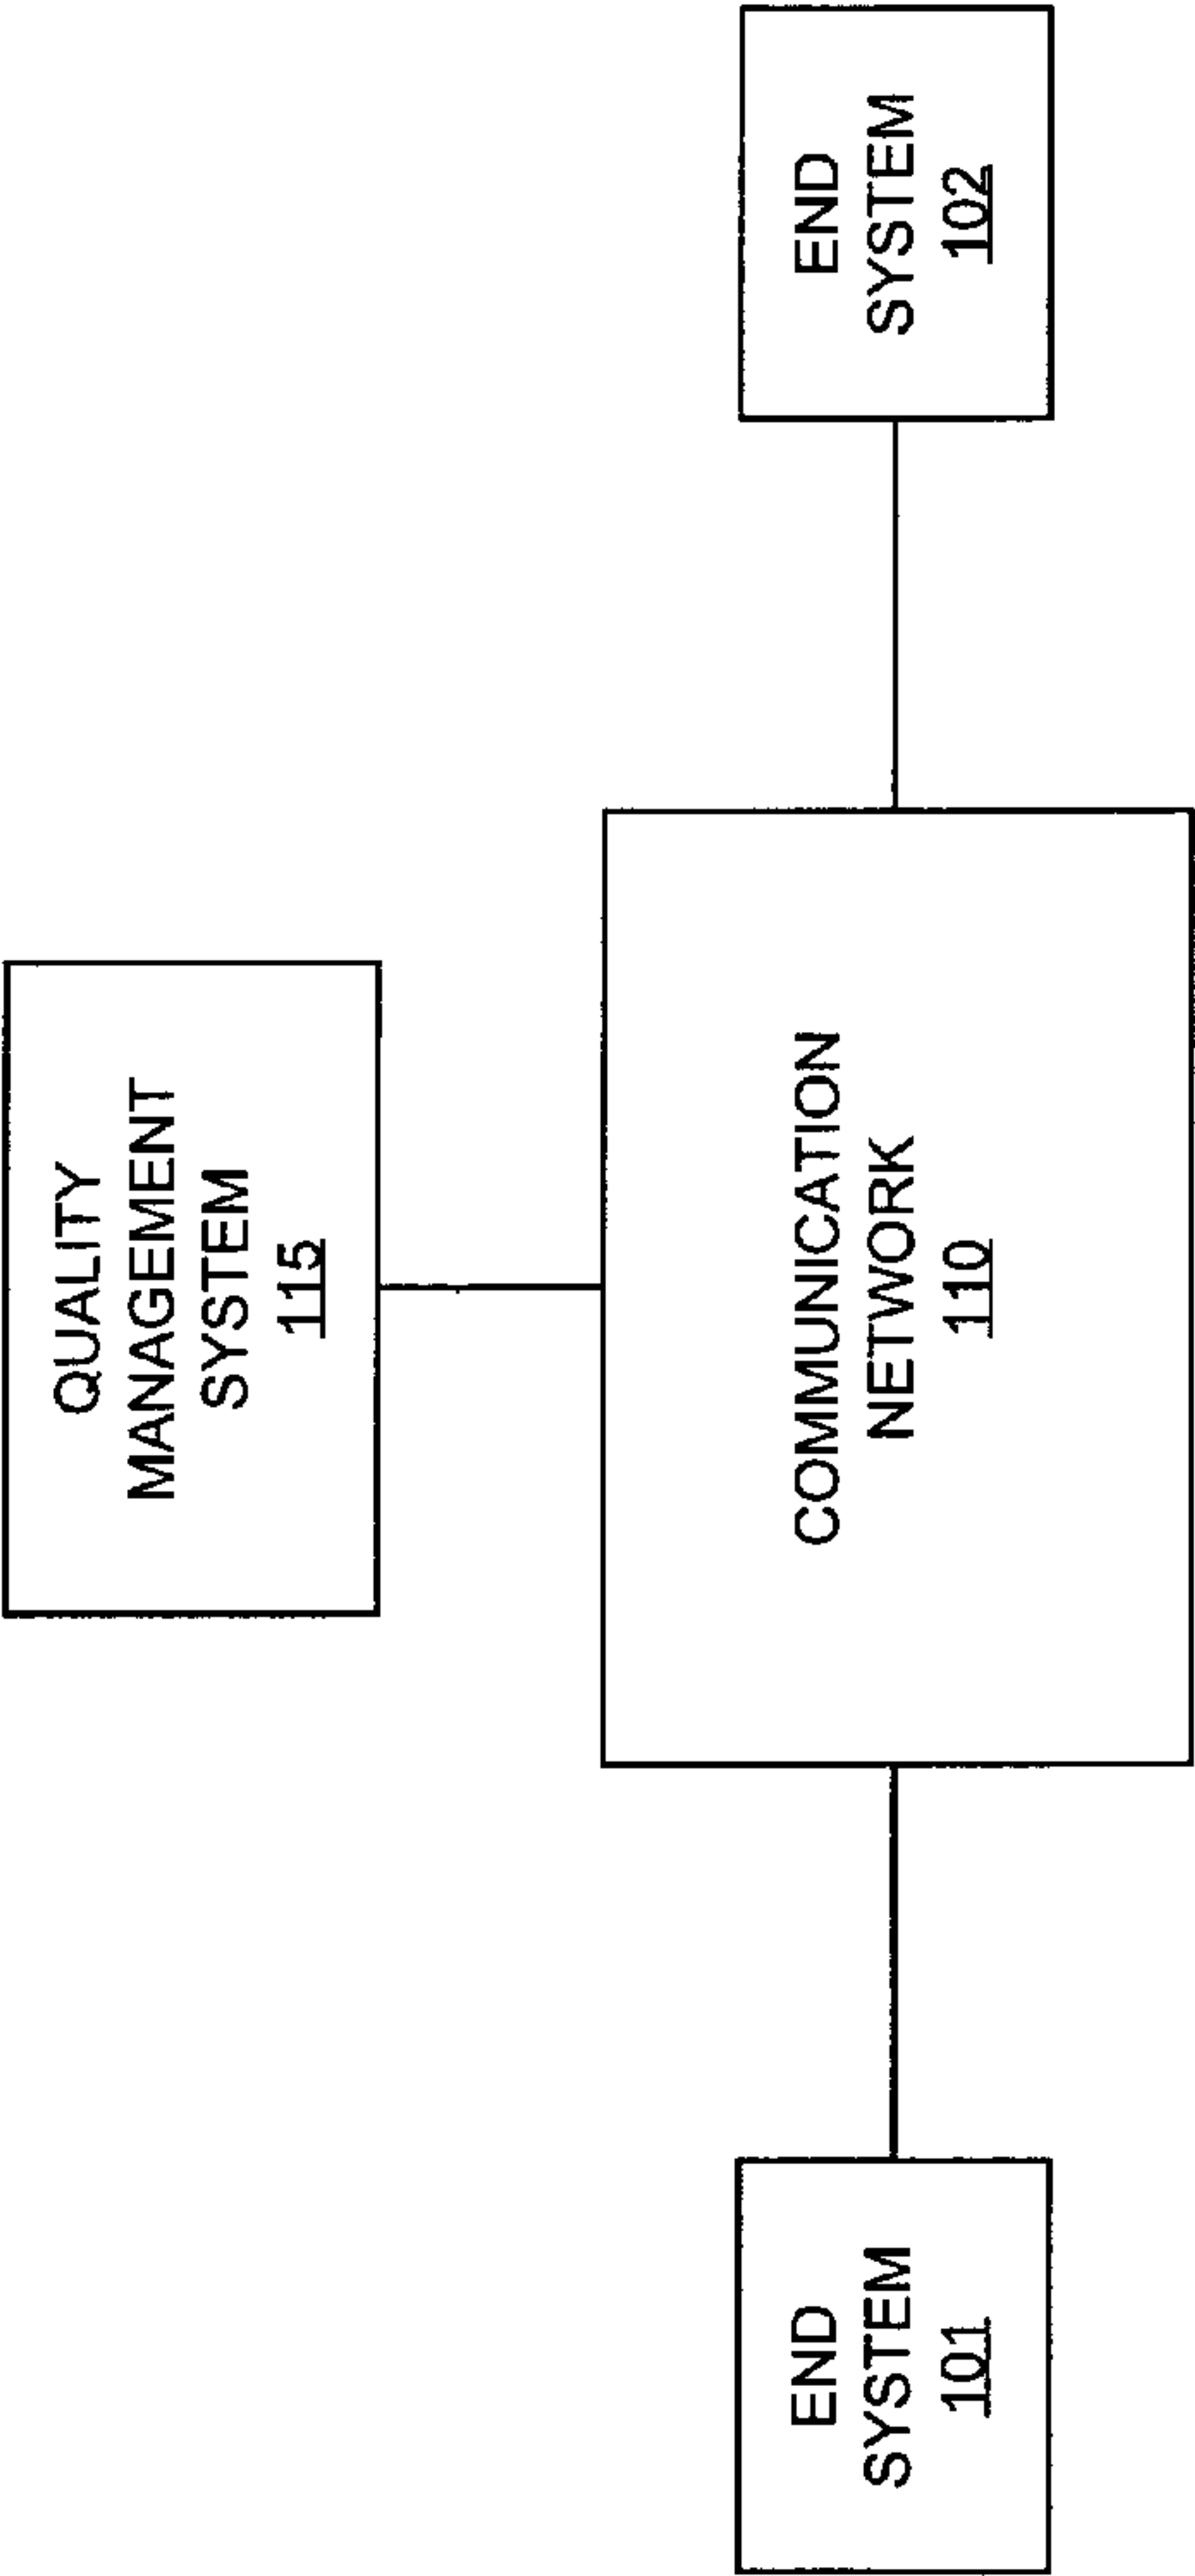 QUALITY
MANAGEMENT
SYSTEM
115
END
SYSTEM
101
COMMUNICATION
NETWORK
110
END
SYSTEM
102